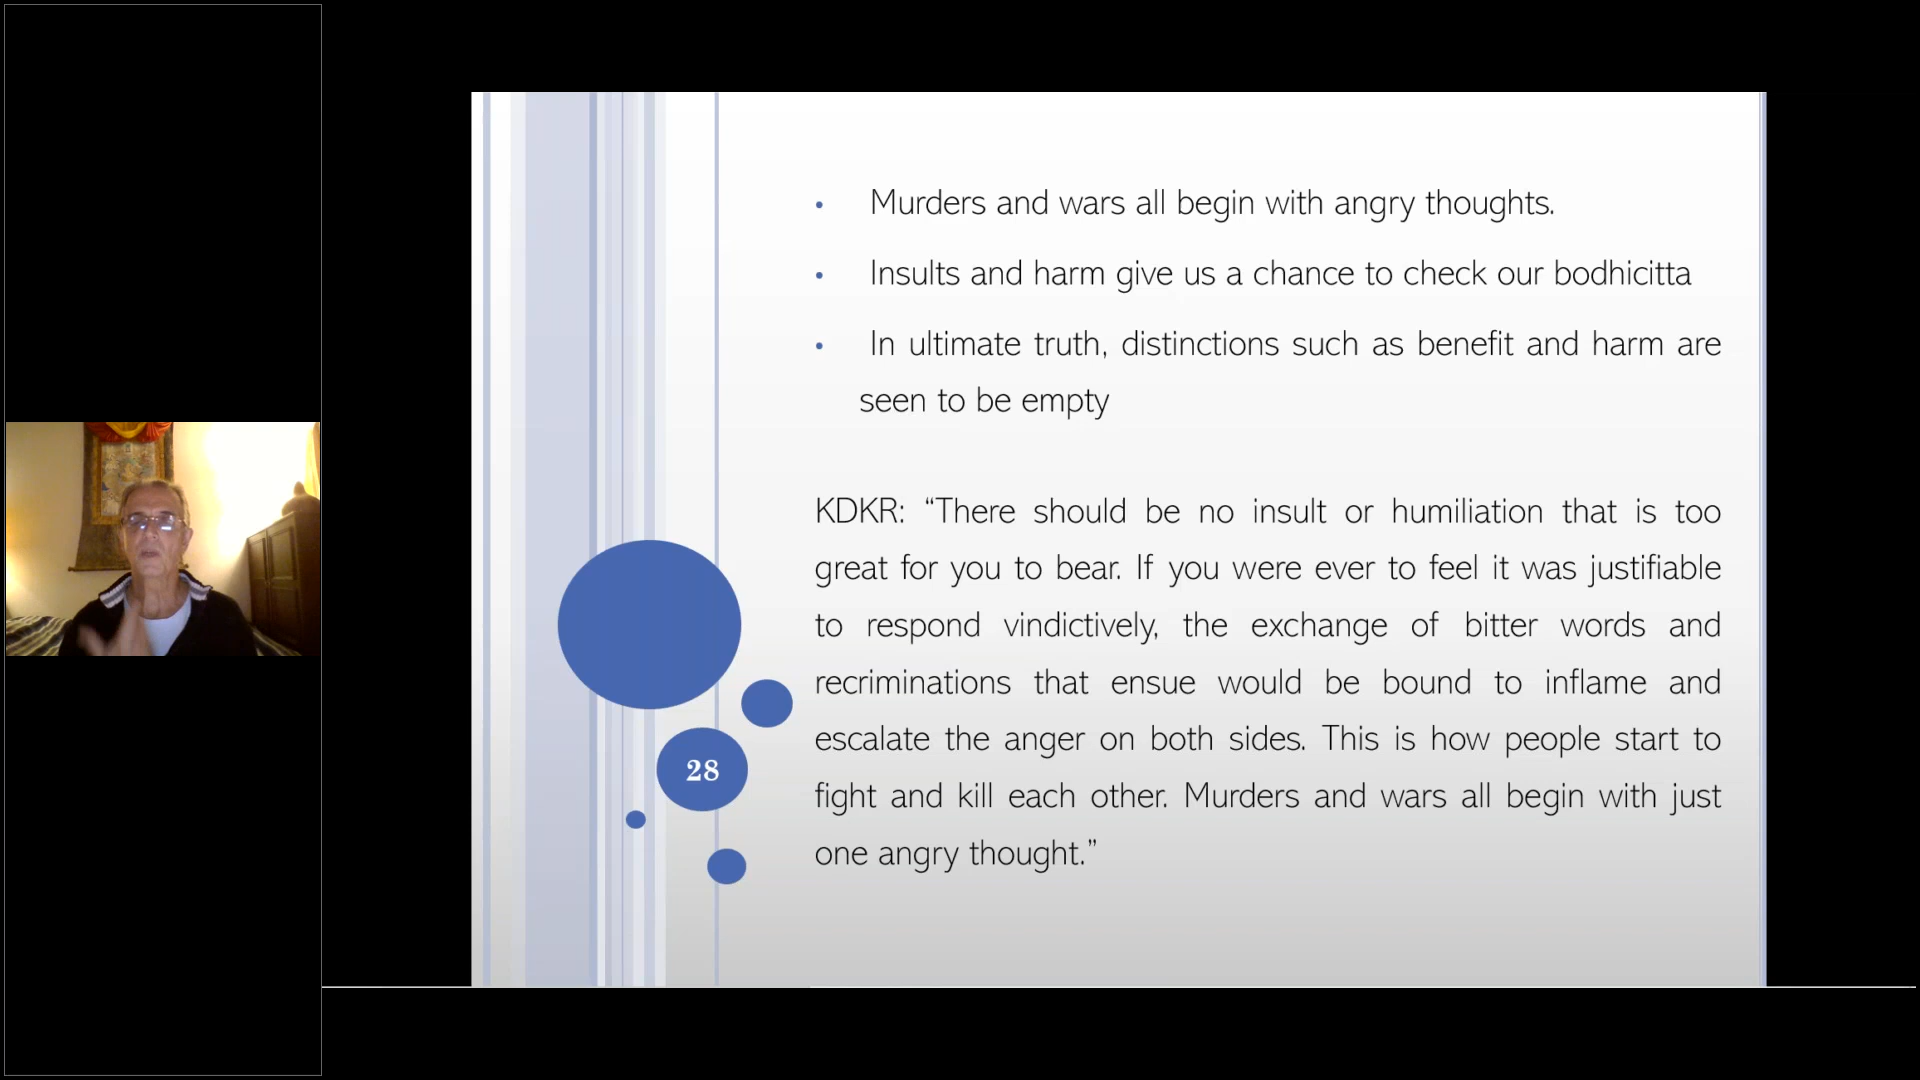 • Murders and wars all begin with angry thoughts.
• Insults and harm give us a chance to check our bodhicitta
• In ultimate truth, distinctions such as benefit and harm are
seen to be empty
KDKR: “There should be no insult or humiliation that is too
great for you to bear. If you were ever to feel it was justifiable
to respond vindictively, the exchange of bitter words and
recriminations that ensue would be bound to inflame and
escalate the anger on both sides. This is how people start to
fight and kill each other. Murders and wars all begin with just
one angry thought.”
28